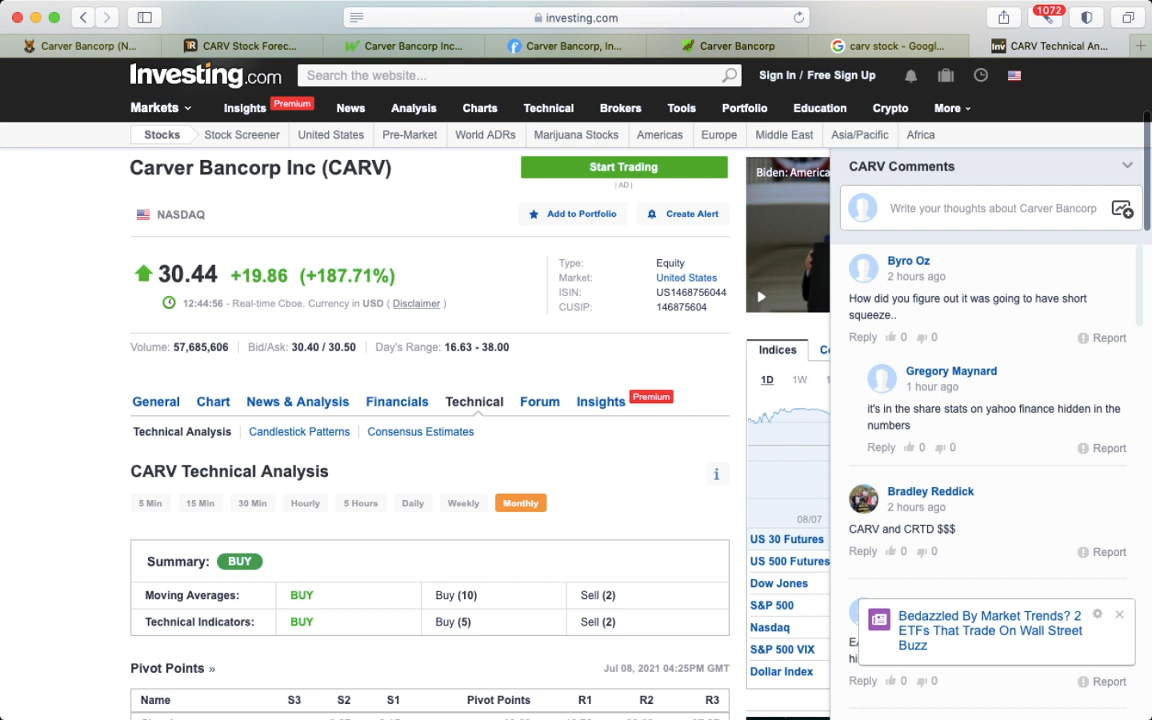 1072
investing.com
Carver Bancorp (N...
CARV Stock Forec...
Carver Bancorp Inc...
Carver Bancorp, In...
Carver Bancorp
carv stock - Googl...
Inv CARV Technical An...
Investing.com
Search the website...
Sign In / Free Sign Up
Markets
Insights Premium
News
Analysis
Charts
Technical
Brokers
Tools
Portfolio
Education
Crypto
More
Stocks
Stock Screener
United States
Pre-Market
World ADRs
Marijuana Stocks
Americas
Europe
Middle East
Asia/Pacific
Africa
Carver Bancorp Inc (CARV)
Start Trading
[ AD ]
NASDAQ
Add to Portfolio
Create Alert
30.44 +19.86 (+187.71%)
12:44:56 - Real-time Cboe. Currency in USD ( Disclaimer )
Type: Equity
Market: United States
ISIN: US1468756044
CUSIP: 146875604
Volume: 57,685,606
Bid/Ask: 30.40 / 30.50
Day's Range: 16.63 - 38.00
General
Chart
News & Analysis
Financials
Technical
Forum
Insights Premium
Technical Analysis
Candlestick Patterns
Consensus Estimates
CARV Technical Analysis
5 Min
15 Min
30 Min
Hourly
5 Hours
Daily
Weekly
Monthly
Summary: BUY
Moving Averages: BUY Buy (10) Sell (2)
Technical Indicators: BUY Buy (5) Sell (2)
Pivot Points »
Jul 08, 2021 04:25PM GMT
Name S3 S2 S1 Pivot Points R1 R2 R3
Biden: America
Indices
1D
1W
08/07
US 30 Futures
US 500 Futures
Dow Jones
S&P 500
Nasdaq
S&P 500 VIX
Dollar Index
CARV Comments
Write your thoughts about Carver Bancorp
Byro Oz
2 hours ago
How did you figure out it was going to have short
squeeze..
Reply 0 0 Report
Gregory Maynard
1 hour ago
it's in the share stats on yahoo finance hidden in the
numbers
Reply 0 0 Report
Bradley Reddick
2 hours ago
CARV and CRTD $$$
Reply 0 0 Report
Bedazzled By Market Trends? 2
ETFs That Trade On Wall Street
Buzz
Reply 0 0 Report